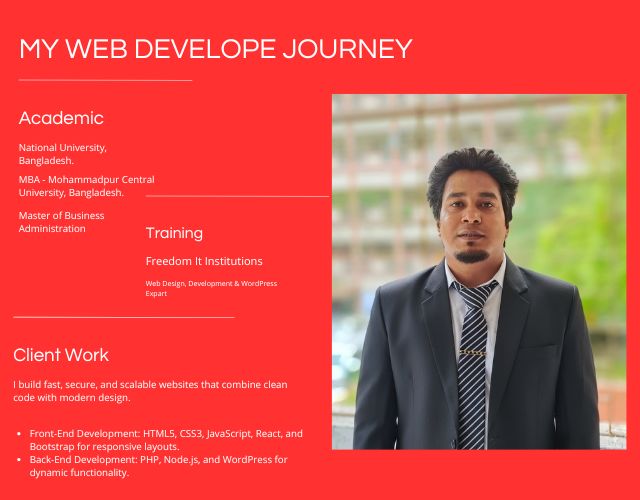 MY WEB DEVELOPE JOURNEY
Academic
National University,
Bangladesh.
MBA - Mohammadpur Central
University, Bangladesh.
Master of Business
Administration
Training
Freedom It Institutions
Web Design, Development & WordPress
Expart
Client Work
I build fast, secure, and scalable websites that combine clean
code with modern design.
• Front-End Development: HTML5, CSS3, JavaScript, React, and
Bootstrap for responsive layouts.
• Back-End Development: PHP, Node.js, and WordPress for
dynamic functionality.